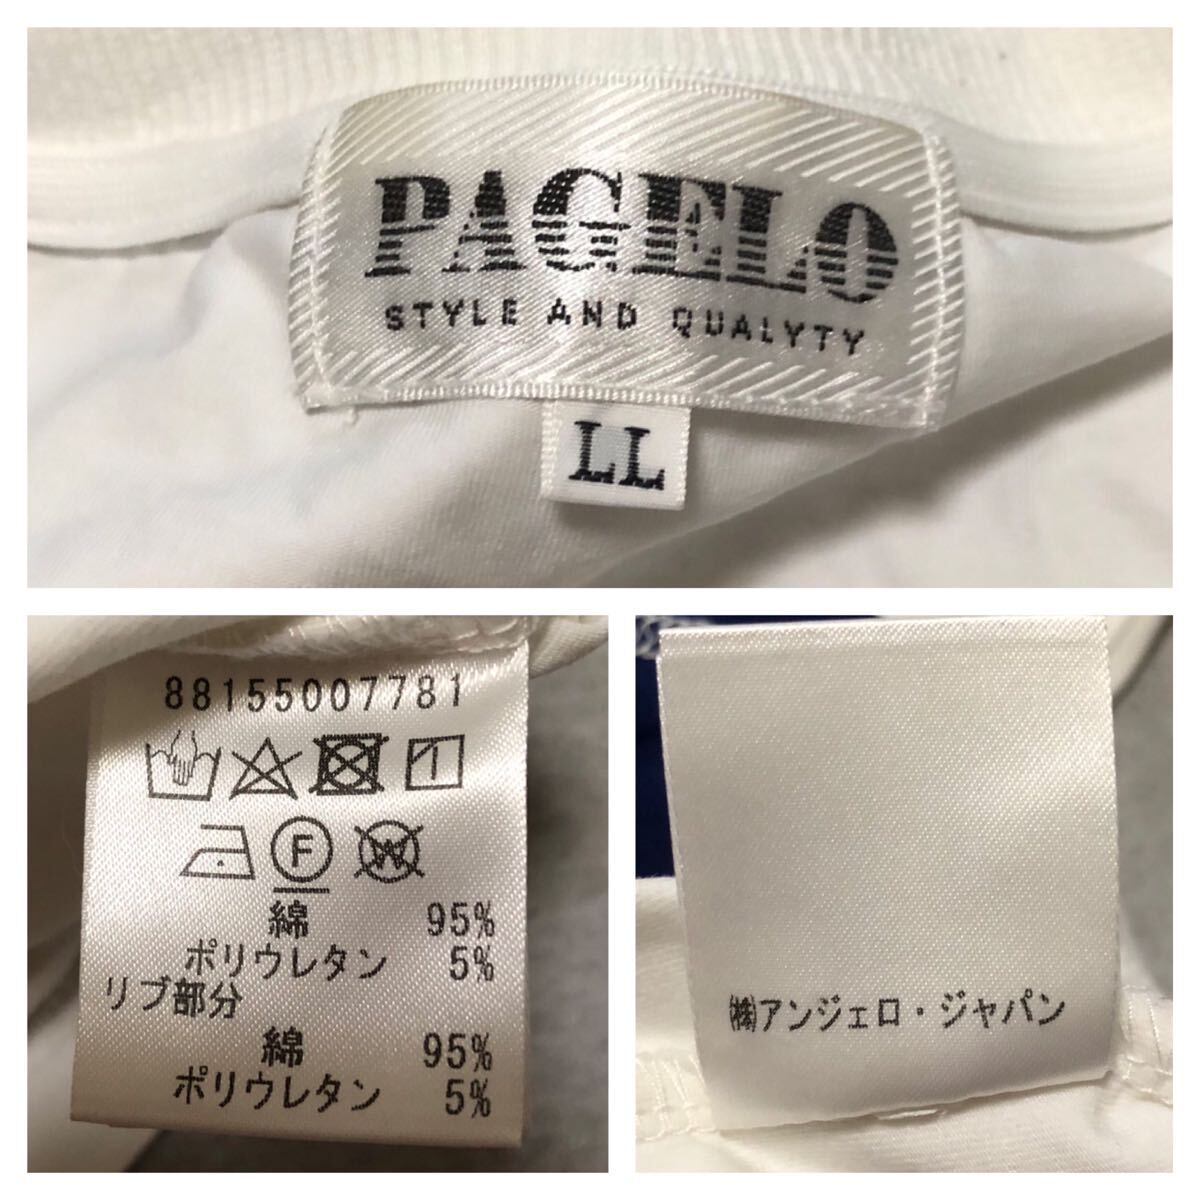 PAGELO
STYLE AND QUALYTY
LL
88155007781
F W
綿 95%
ポリウレタン 5%
リブ部分
綿 95%
ポリウレタン 5%
㈱アンジェロ・ジャパン